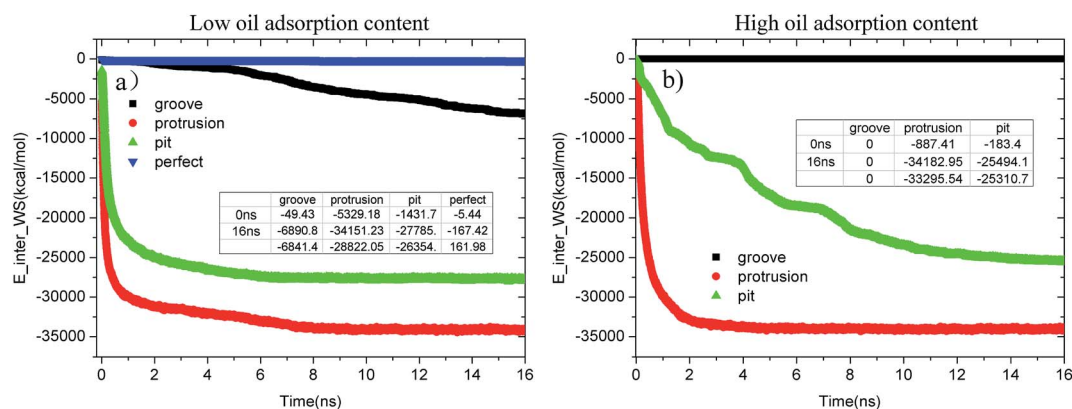 Low oil adsorption content
High oil adsorption content
E_inter_WS(kcal/mol)
0
-5000
-10000
-15000
-20000
-25000
-30000
-35000
a)
groove
protrusion
pit
perfect
groove protrusion pit perfect
0ns -49.43 -5329.18 -1431.7 -5.44
16ns -6890.8 -34151.23 -27785. -167.42
-6841.4 -28822.05 -26354. 161.98
0 2 4 6 8 10 12 14 16
Time(ns)
E_inter_WS(kcal/mol)
0
-5000
-10000
-15000
-20000
-25000
-30000
-35000
b)
groove protrusion pit
0ns 0 -887.41 -183.4
16ns 0 -34182.95 -25494.1
0 -33295.54 -25310.7
groove
protrusion
pit
0 2 4 6 8 10 12 14 16
Time(ns)